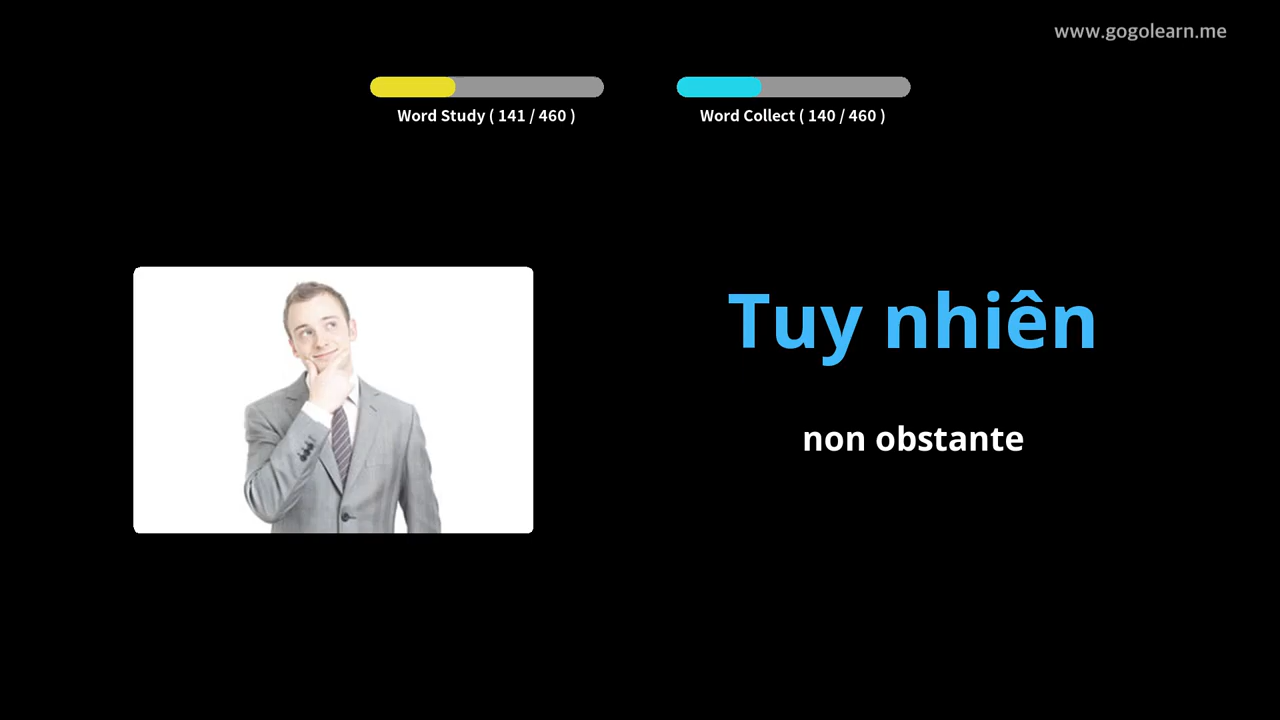 www.gogolearn.me
Word Study ( 141 / 460 )
Word Collect ( 140 / 460 )
Tuy nhiên
non obstante